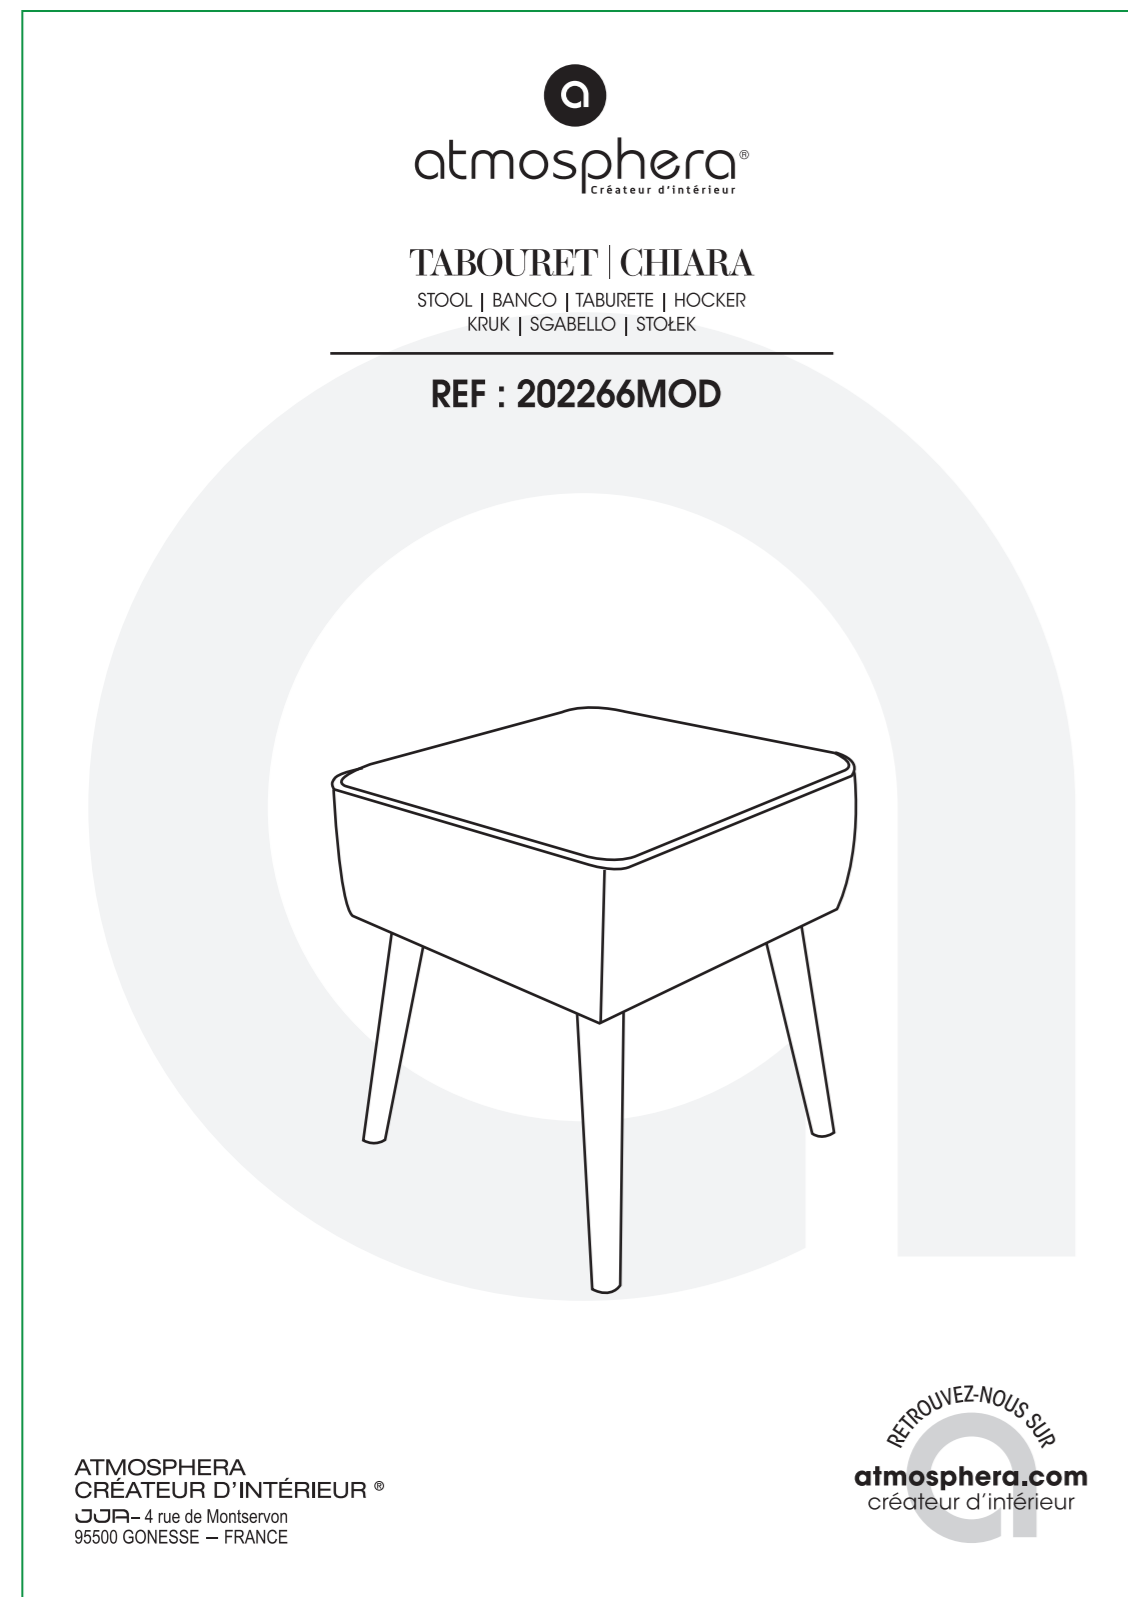 a
atmosphera®
Créateur d'intérieur
TABOURET | CHIARA
STOOL | BANCO | TABURETE | HOCKER
KRUK | SGABELLO | STOŁEK
REF : 202266MOD
ATMOSPHERA
CRÉATEUR D'INTÉRIEUR ®
JJA – 4 rue de Montservon
95500 GONESSE – FRANCE
RETROUVEZ-NOUS SUR
atmosphera.com
créateur d'intérieur